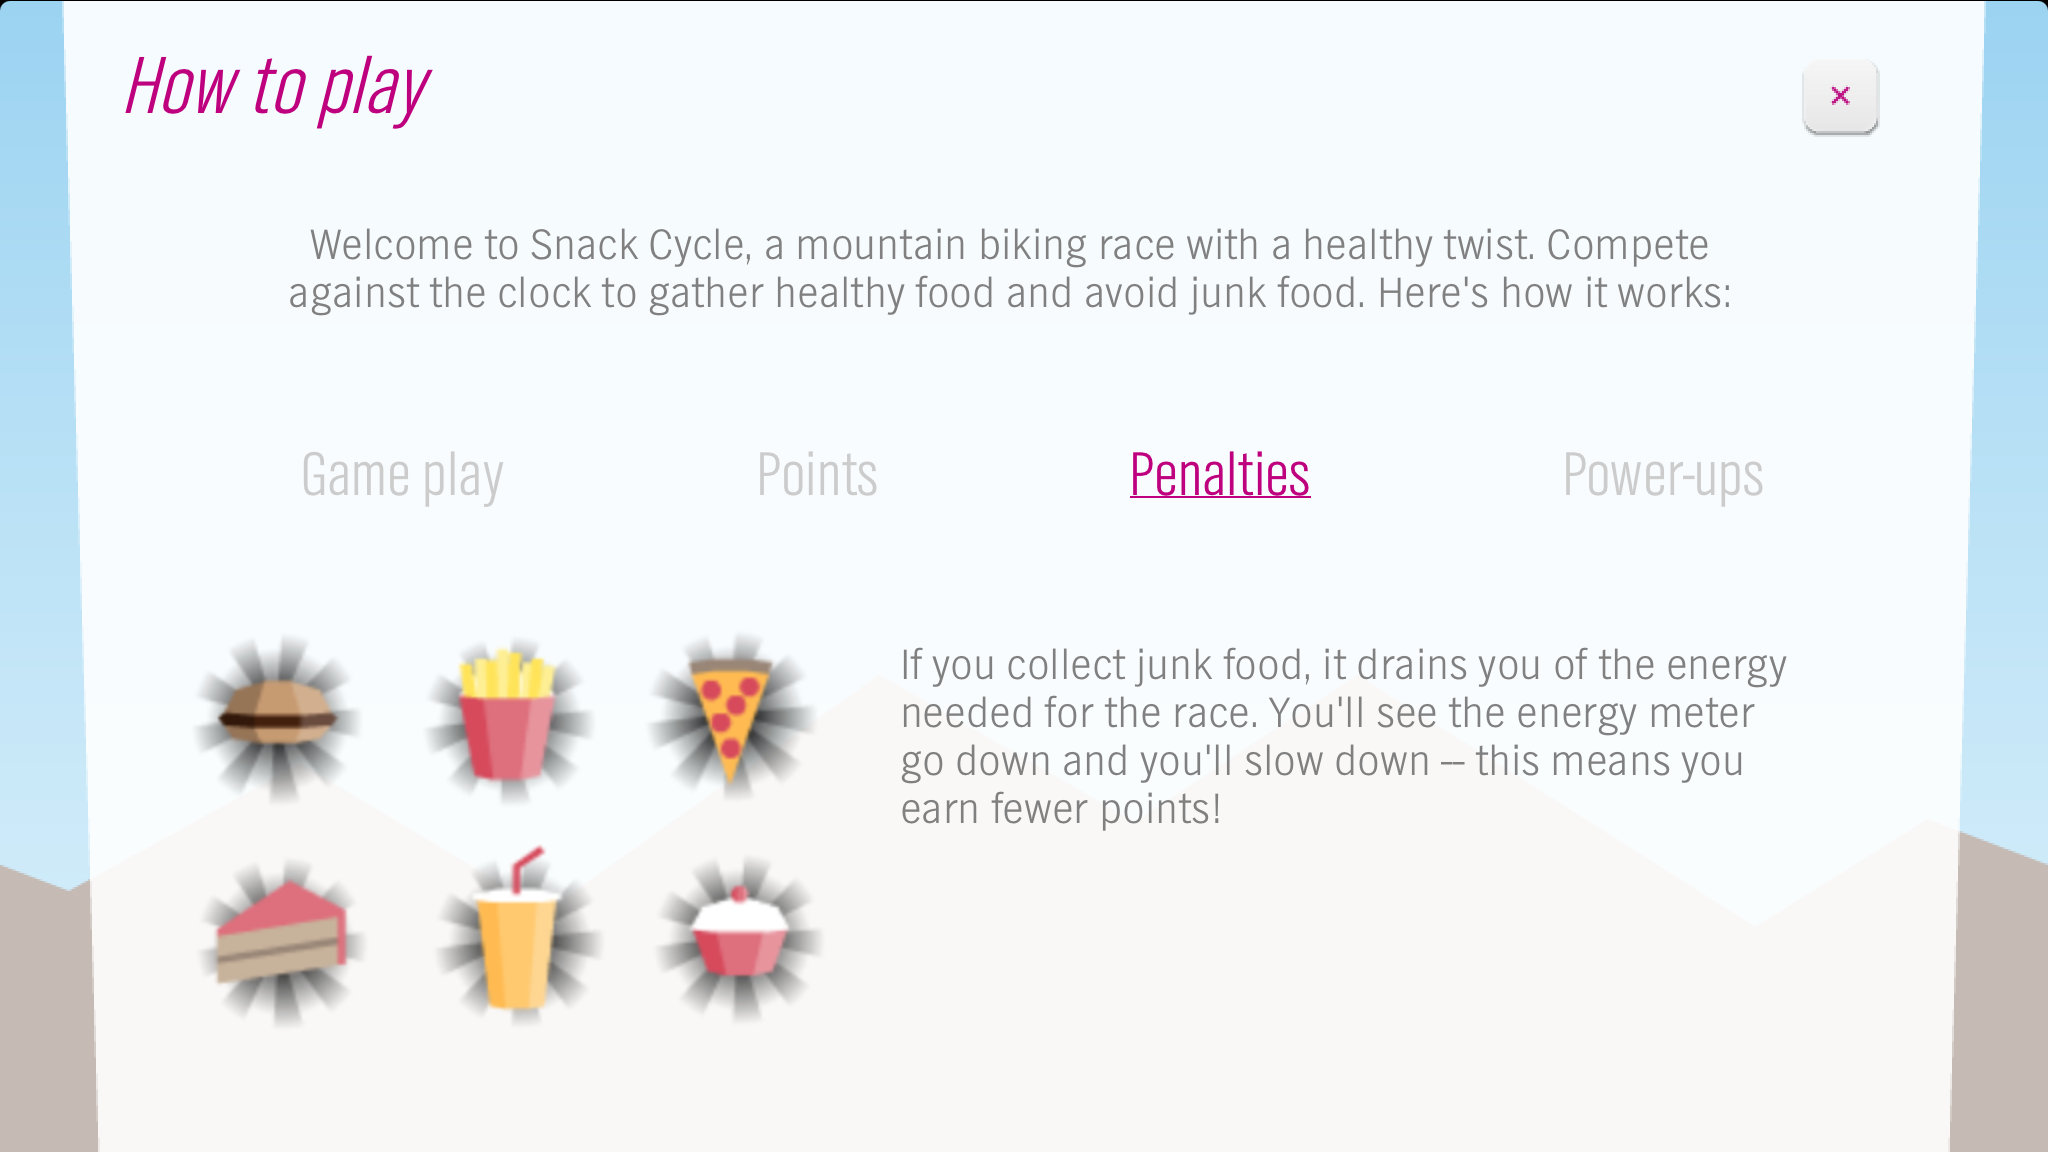 How to play
×
Welcome to Snack Cycle, a mountain biking race with a healthy twist. Compete
against the clock to gather healthy food and avoid junk food. Here's how it works:
Game play
Points
Penalties
Power-ups
If you collect junk food, it drains you of the energy
needed for the race. You'll see the energy meter
go down and you'll slow down -- this means you
earn fewer points!